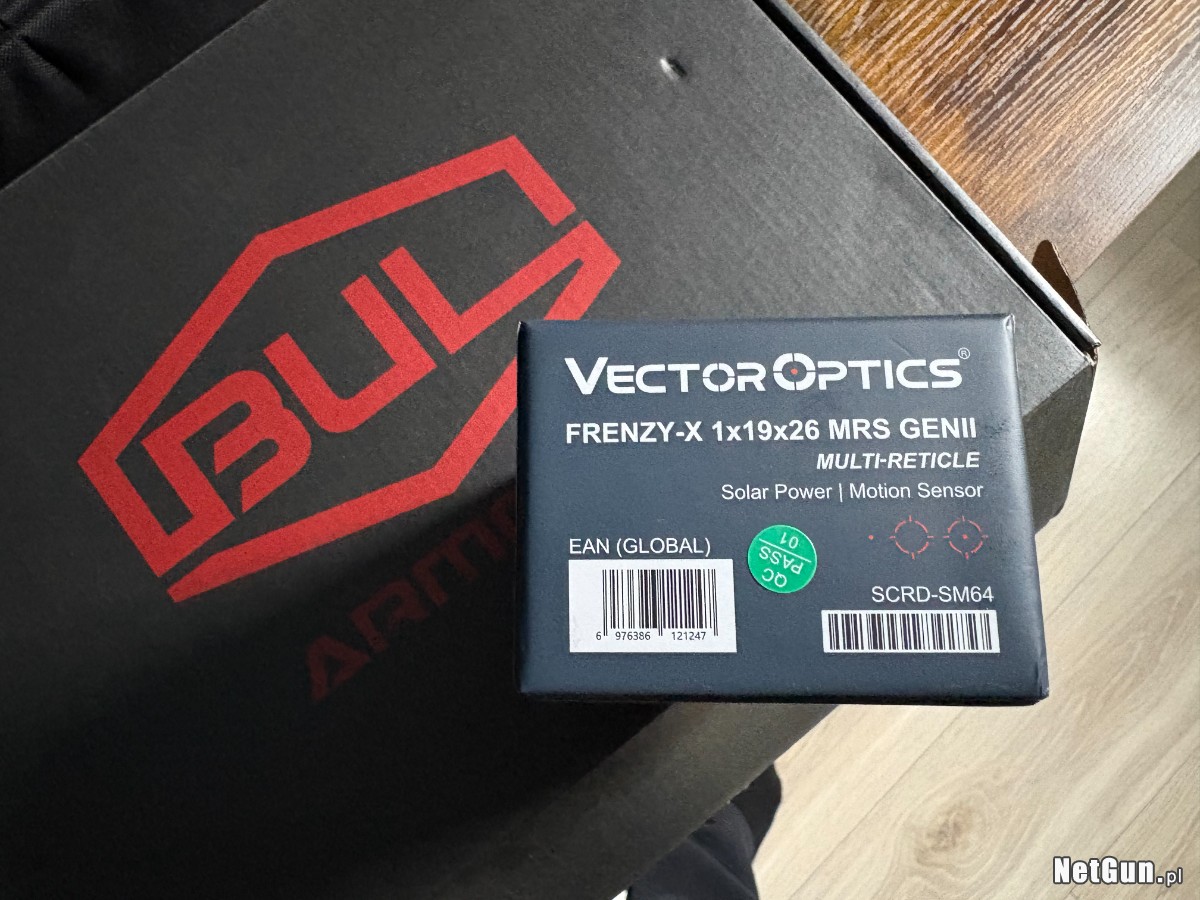 BUL
ARMO
VECTOR OPTICS®
FRENZY-X 1x19x26 MRS GENII
MULTI-RETICLE
Solar Power | Motion Sensor
EAN (GLOBAL)
QC
PASS
01
SCRD-SM64
6 976386 121247
NetGun.pl